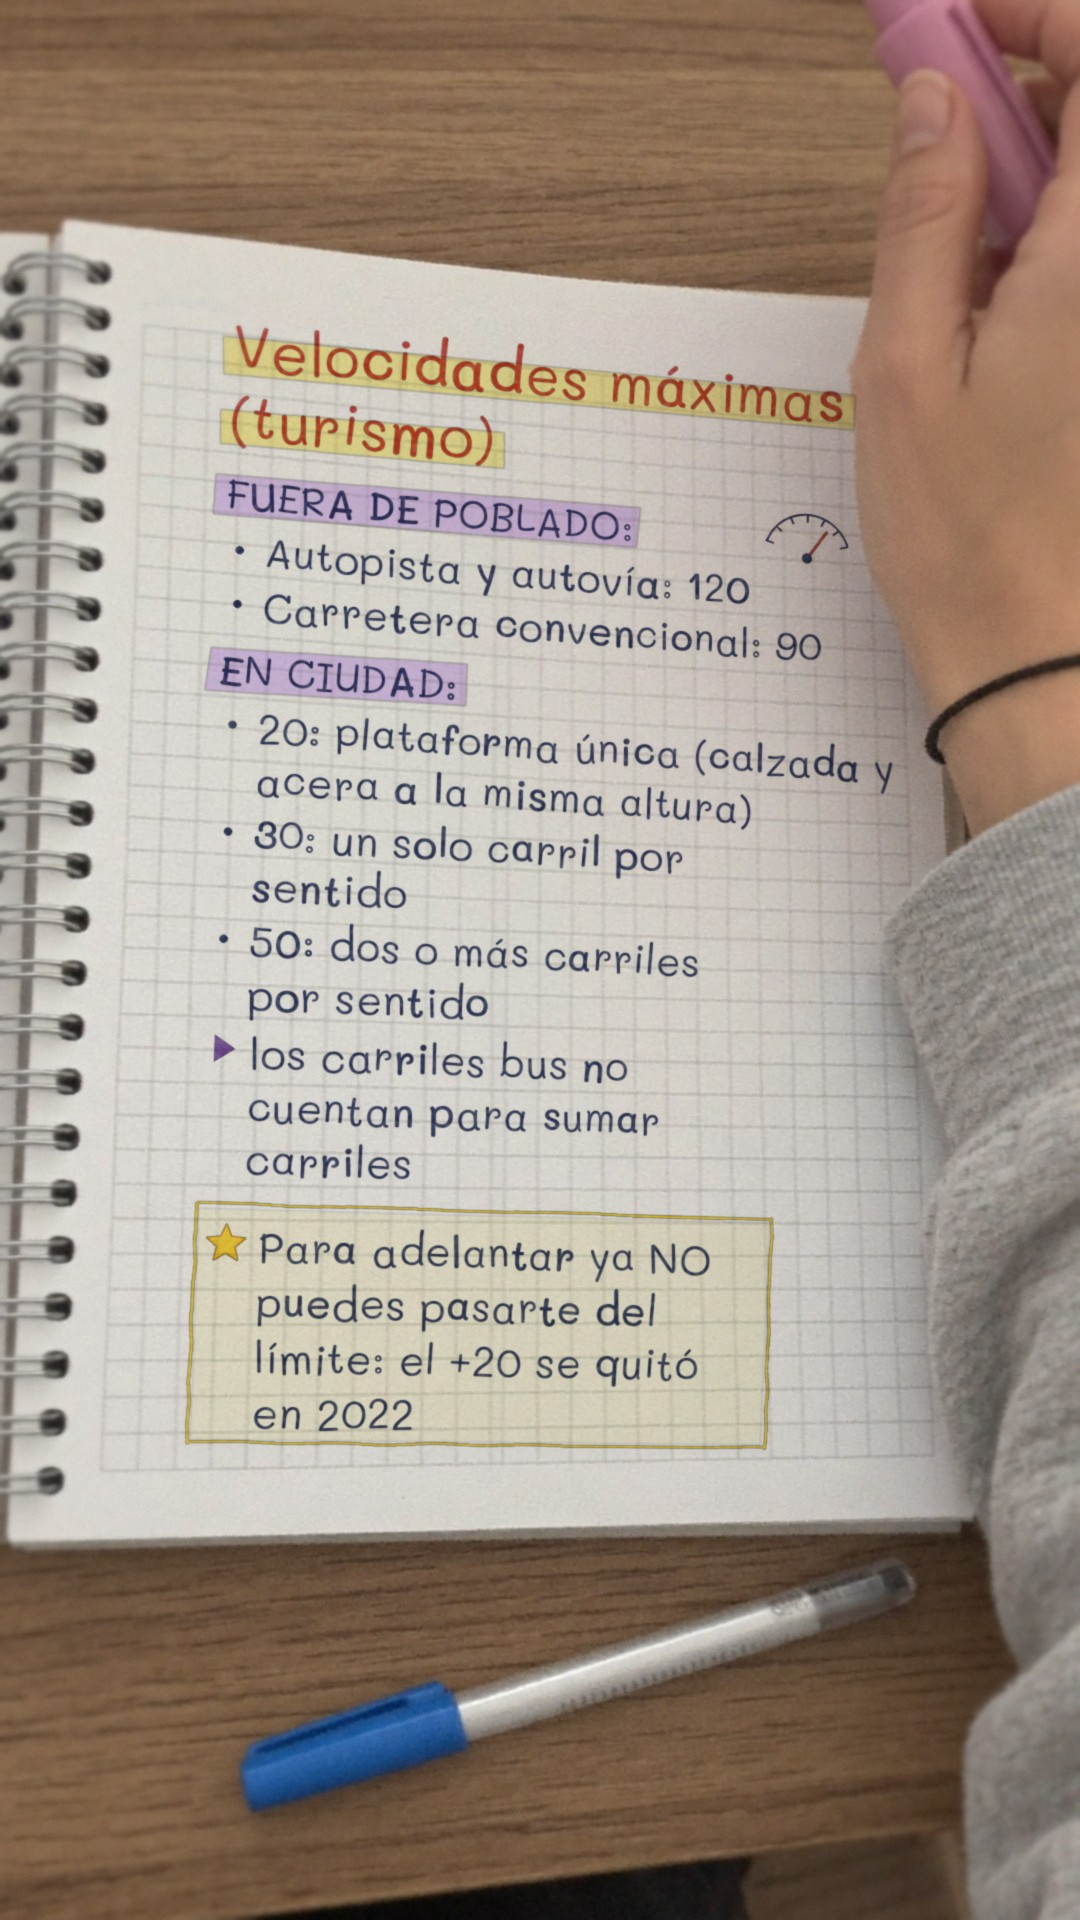 Velocidades máximas
(turismo)
FUERA DE POBLADO:
• Autopista y autovía: 120
• Carretera convencional: 90
EN CIUDAD:
• 20: plataforma única (calzada y
acera a la misma altura)
• 30: un solo carril por
sentido
• 50: dos o más carriles
por sentido
▶ los carriles bus no
cuentan para sumar
carriles
★ Para adelantar ya NO
puedes pasarte del
límite: el +20 se quitó
en 2022